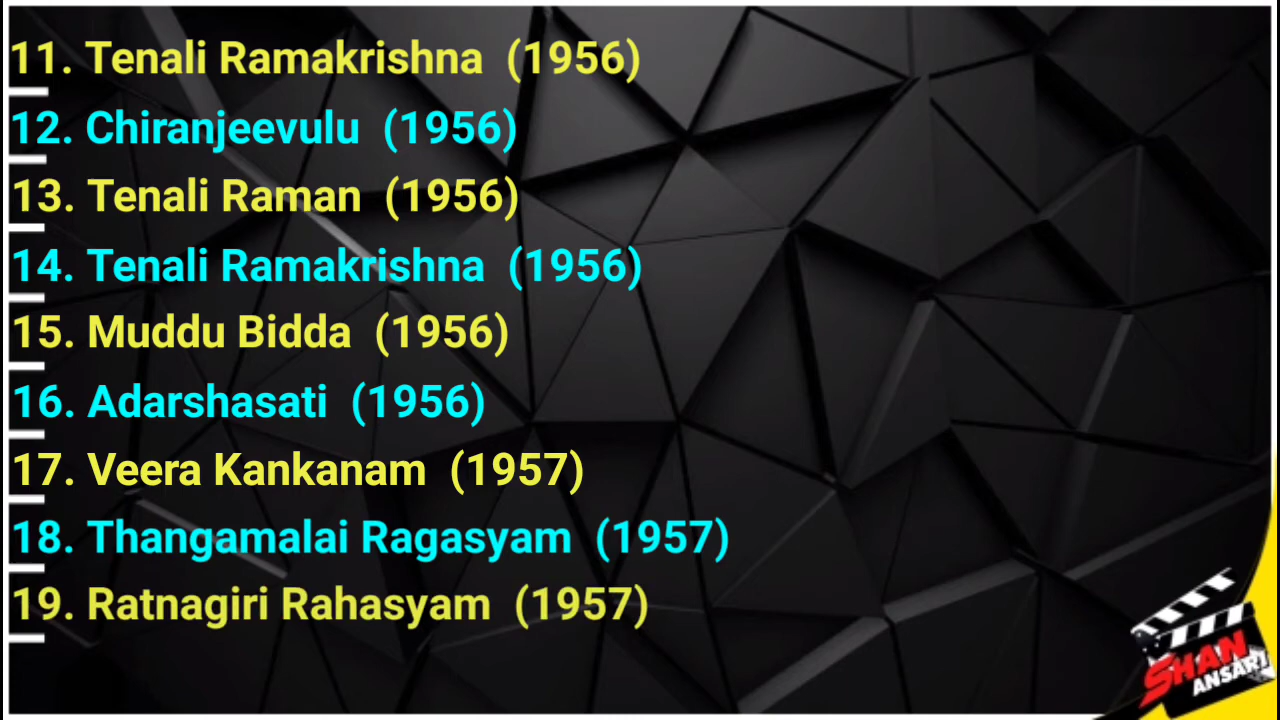 11. Tenali Ramakrishna (1956)
12. Chiranjeevulu (1956)
13. Tenali Raman (1956)
14. Tenali Ramakrishna (1956)
15. Muddu Bidda (1956)
16. Adarshasati (1956)
17. Veera Kankanam (1957)
18. Thangamalai Ragasyam (1957)
19. Ratnagiri Rahasyam (1957)
SHAN
ANSARI